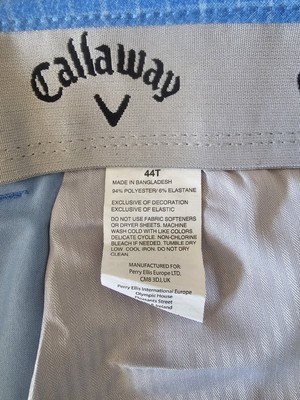 Callaway
44T
MADE IN BANGLADESH
94% POLYESTER/ 6% ELASTANE
EXCLUSIVE OF DECORATION
EXCLUSIVE OF ELASTIC
DO NOT USE FABRIC SOFTENERS
OR DRYER SHEETS. MACHINE
WASH COLD WITH LIKE COLORS.
DELICATE CYCLE. NON-CHLORINE
BLEACH IF NEEDED. TUMBLE DRY
LOW. COOL IRON. DO NOT DRY
CLEAN.
MANUFACTURED FOR:
Perry Ellis Europe LTD.
CM8 3DJ, UK
Perry Ellis International Europe
Olympic House
Ireland